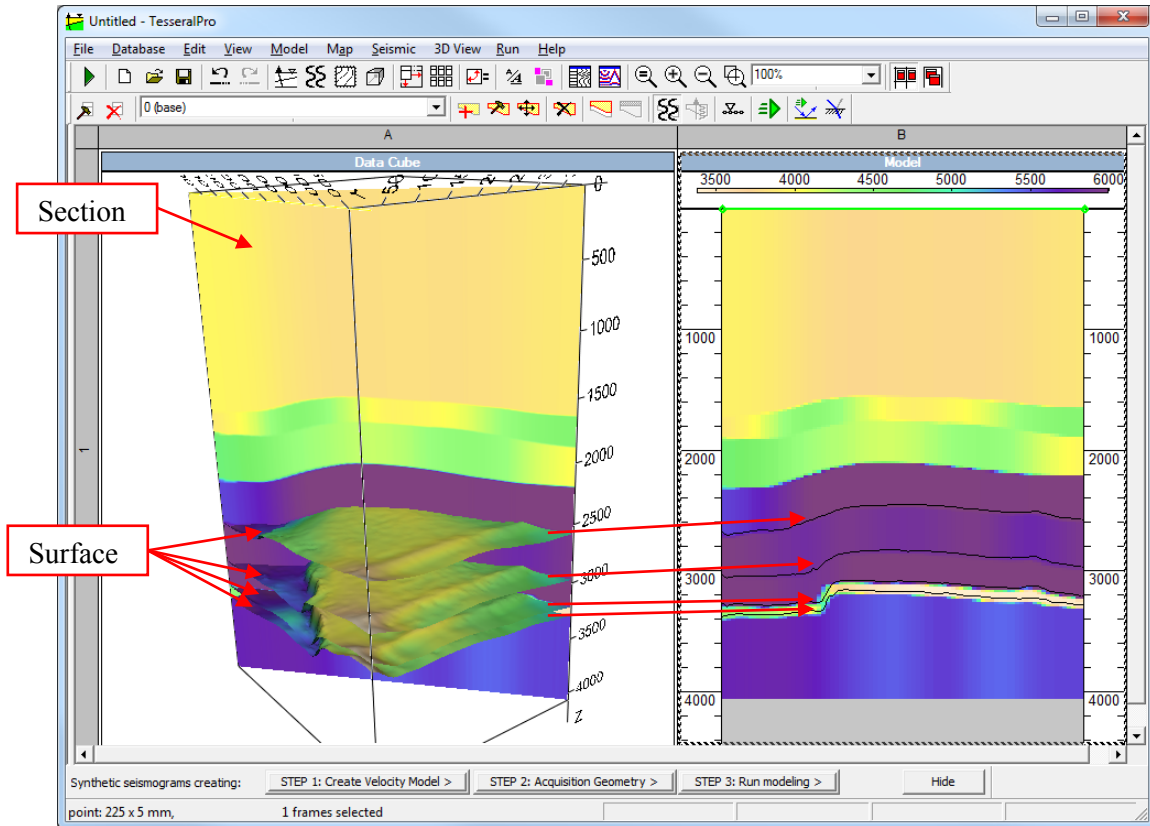 Untitled - TesseralPro
File Database Edit View Model Map Seismic 3D View Run Help
100%
0 (base)
A B
Data Cube Model
Section
Surface
0
500
1000
1500
2000
2500
3000
3500
4000
Z
3500 4000 4500 5000 5500 6000
1000 1000
2000 2000
3000 3000
4000 4000
1
Synthetic seismograms creating: STEP 1: Create Velocity Model > STEP 2: Acquisition Geometry > STEP 3: Run modeling > Hide
point: 225 x 5 mm, 1 frames selected